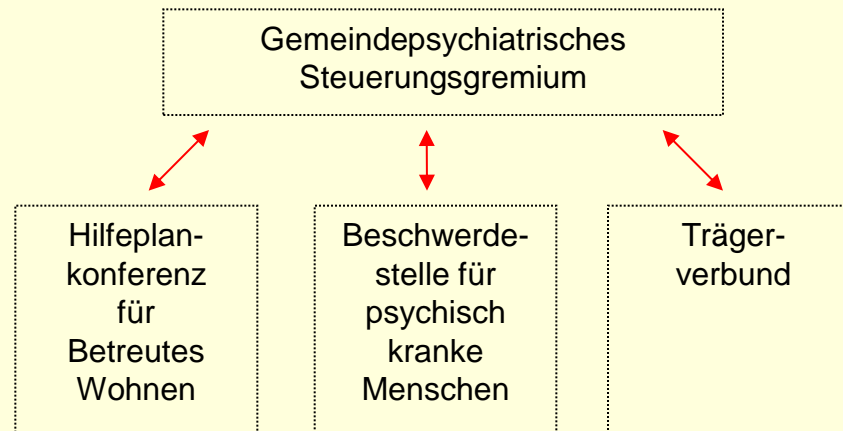 Gemeindepsychiatrisches
Steuerungsgremium
Hilfeplan-
konferenz
für
Betreutes
Wohnen
Beschwerde-
stelle für
psychisch
kranke
Menschen
Träger-
verbund